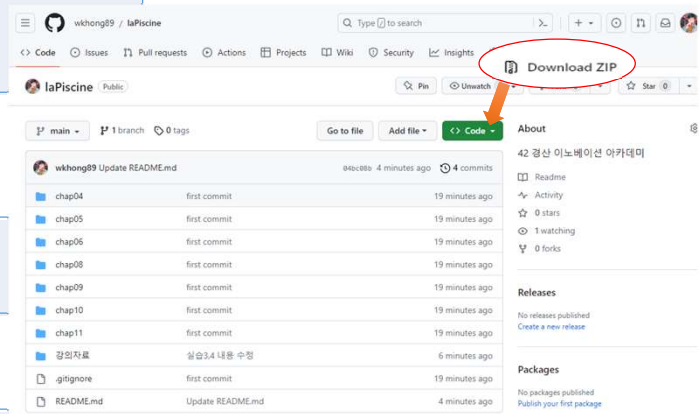 wkhong89 / laPiscine
Type / to search
Code Issues Pull requests Actions Projects Wiki Security Insights
Download ZIP
laPiscine Public
Pin Unwatch
Star 0
main 1 branch 0 tags
Go to file Add file Code
About
42 경산 이노베이션 아카데미
wkhong89 Update README.md 4 minutes ago 4 commits
Readme
Activity
0 stars
1 watching
0 forks
chap04 first commit 19 minutes ago
chap05 first commit 19 minutes ago
chap06 first commit 19 minutes ago
chap08 first commit 19 minutes ago
chap09 first commit 19 minutes ago
chap10 first commit 19 minutes ago
chap11 first commit 19 minutes ago
강의자료 실습3,4 내용 수정 6 minutes ago
.gitignore first commit 19 minutes ago
README.md Update README.md 4 minutes ago
Releases
No releases published
Create a new release
Packages
No packages published
Publish your first package